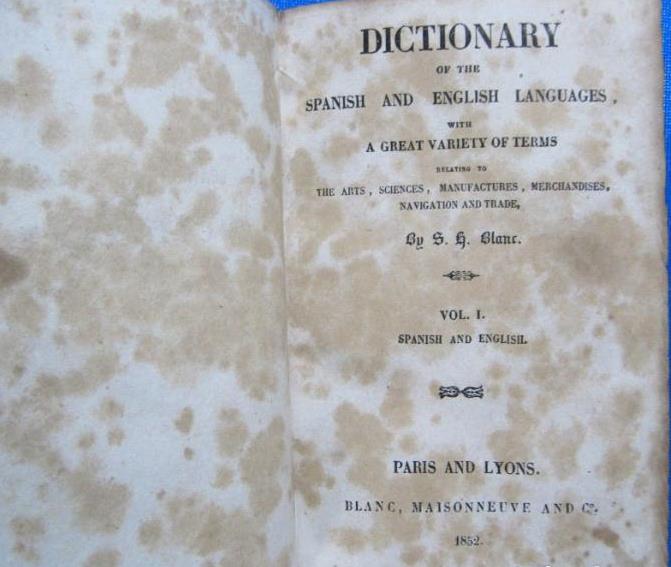 DICTIONARY
OF THE
SPANISH AND ENGLISH LANGUAGES,
WITH
A GREAT VARIETY OF TERMS
RELATING TO
THE ARTS, SCIENCES, MANUFACTURES, MERCHANDISES,
NAVIGATION AND TRADE,
By S. H. Blanc.
VOL. I.
SPANISH AND ENGLISH.
PARIS AND LYONS.
BLANC, MAISONNEUVE AND Co.
1852.